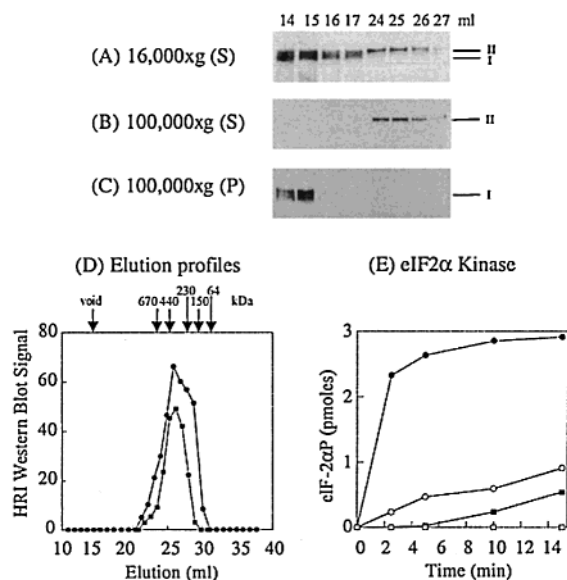 14 15 16 17 24 25 26 27 ml
(A) 16,000xg (S)
II
I
(B) 100,000xg (S)
II
(C) 100,000xg (P)
I
(D) Elution profiles
(E) eIF2α Kinase
void 670 440 230 150 64 kDa
HRI Western Blot Signal
80
60
40
20
0
10 15 20 25 30 35 40
Elution (ml)
eIF-2αP (pmoles)
3
2
1
0
0 2 4 6 8 10 12 14
Time (min)